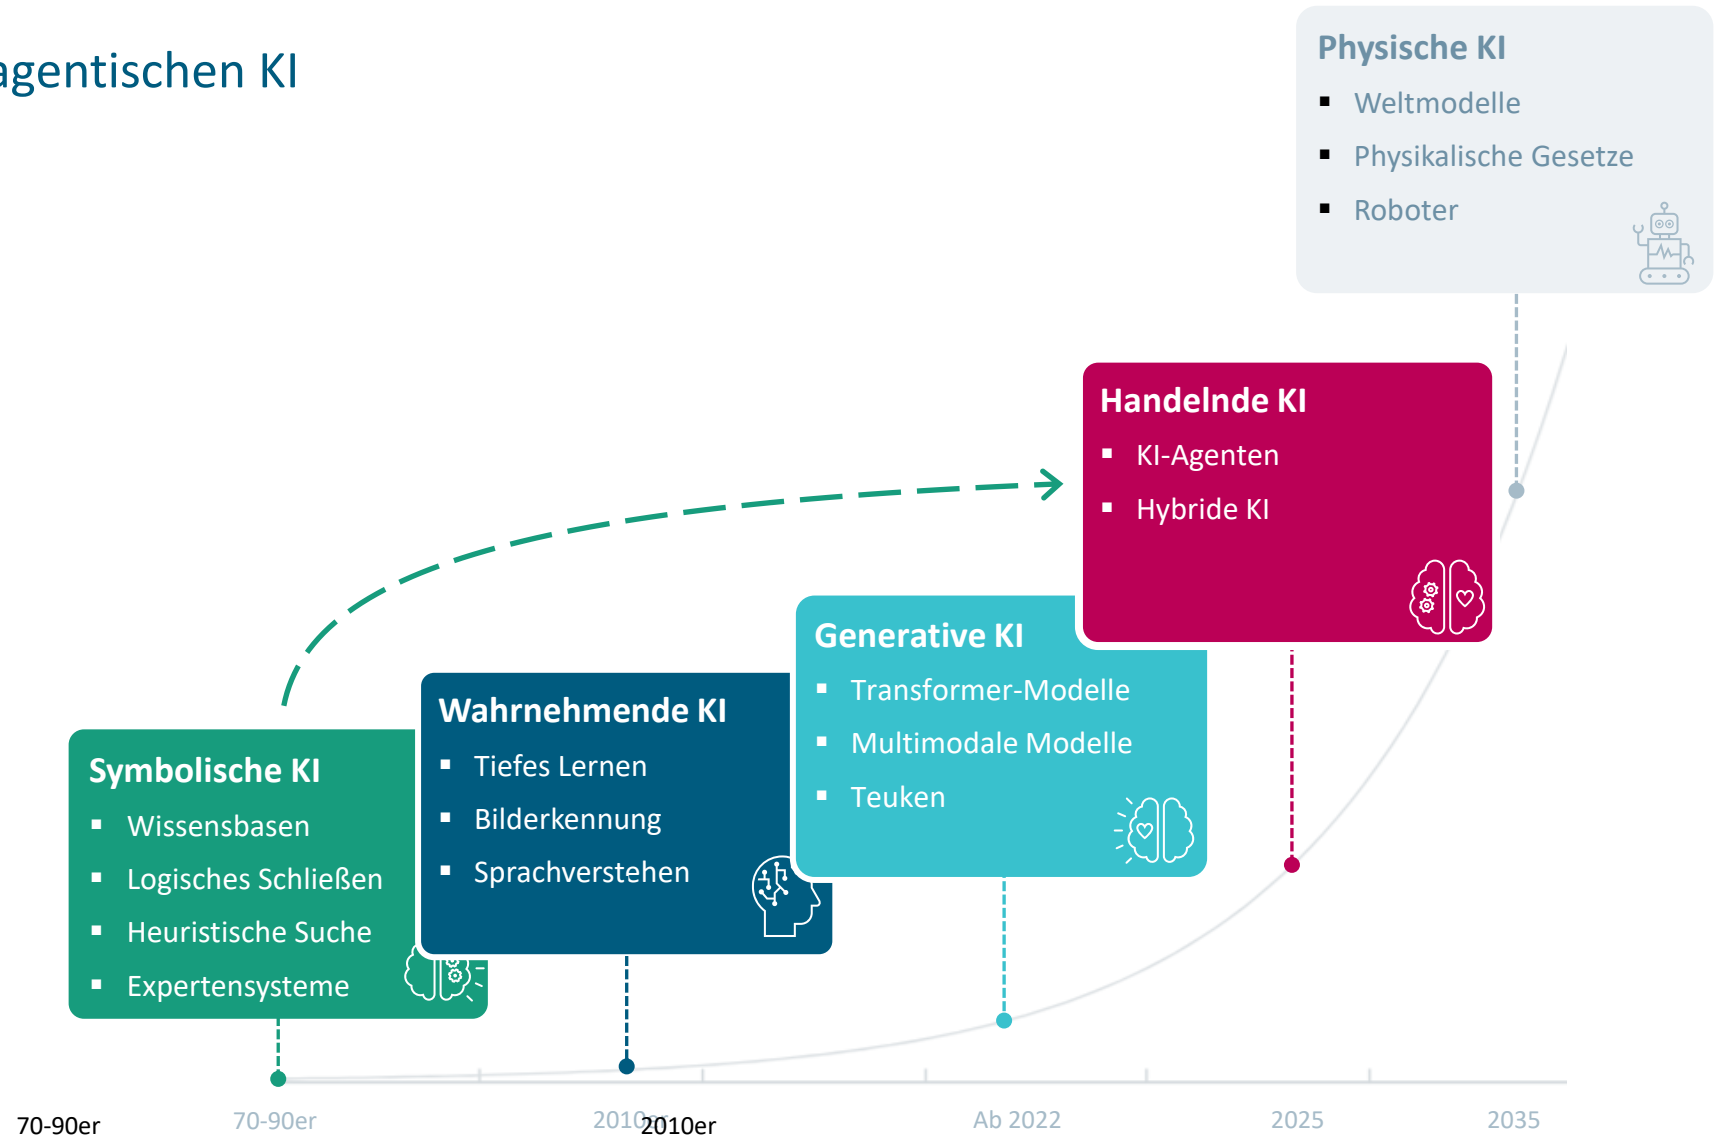 agentischen KI
Physische KI
Weltmodelle
Physikalische Gesetze
Roboter
Handelnde KI
KI-Agenten
Hybride KI
Generative KI
Transformer-Modelle
Multimodale Modelle
Teuken
Wahrnehmende KI
Tiefes Lernen
Bilderkennung
Sprachverstehen
Symbolische KI
Wissensbasen
Logisches Schließen
Heuristische Suche
Expertensysteme
70-90er
70-90er
2010er
2010er
Ab 2022
2025
2035